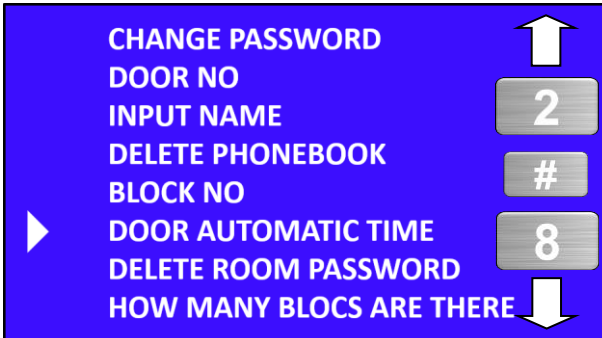 CHANGE PASSWORD
DOOR NO
INPUT NAME
DELETE PHONEBOOK
BLOCK NO
DOOR AUTOMATIC TIME
DELETE ROOM PASSWORD
HOW MANY BLOCS ARE THERE
2
#
8